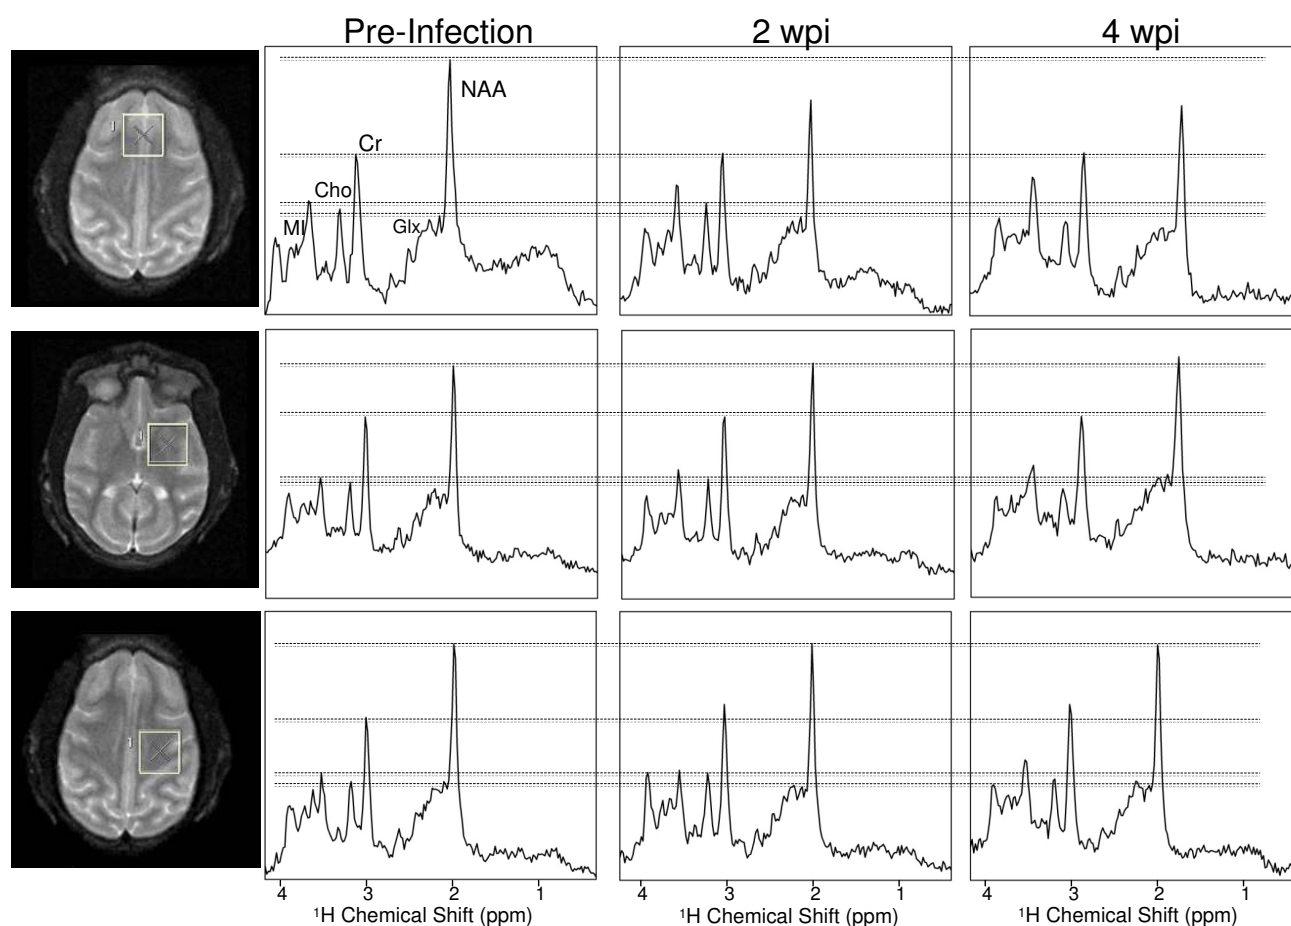 Pre-Infection 2 wpi 4 wpi
NAA
Cr
Cho
MI
Glx
4 3 2 1 4 3 2 1 4 3 2 1
¹H Chemical Shift (ppm) ¹H Chemical Shift (ppm) ¹H Chemical Shift (ppm)